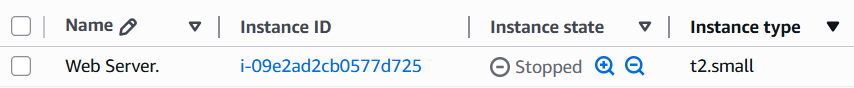 Name Instance ID Instance state Instance type
Web Server. i-09e2ad2cb0577d725 Stopped t2.small